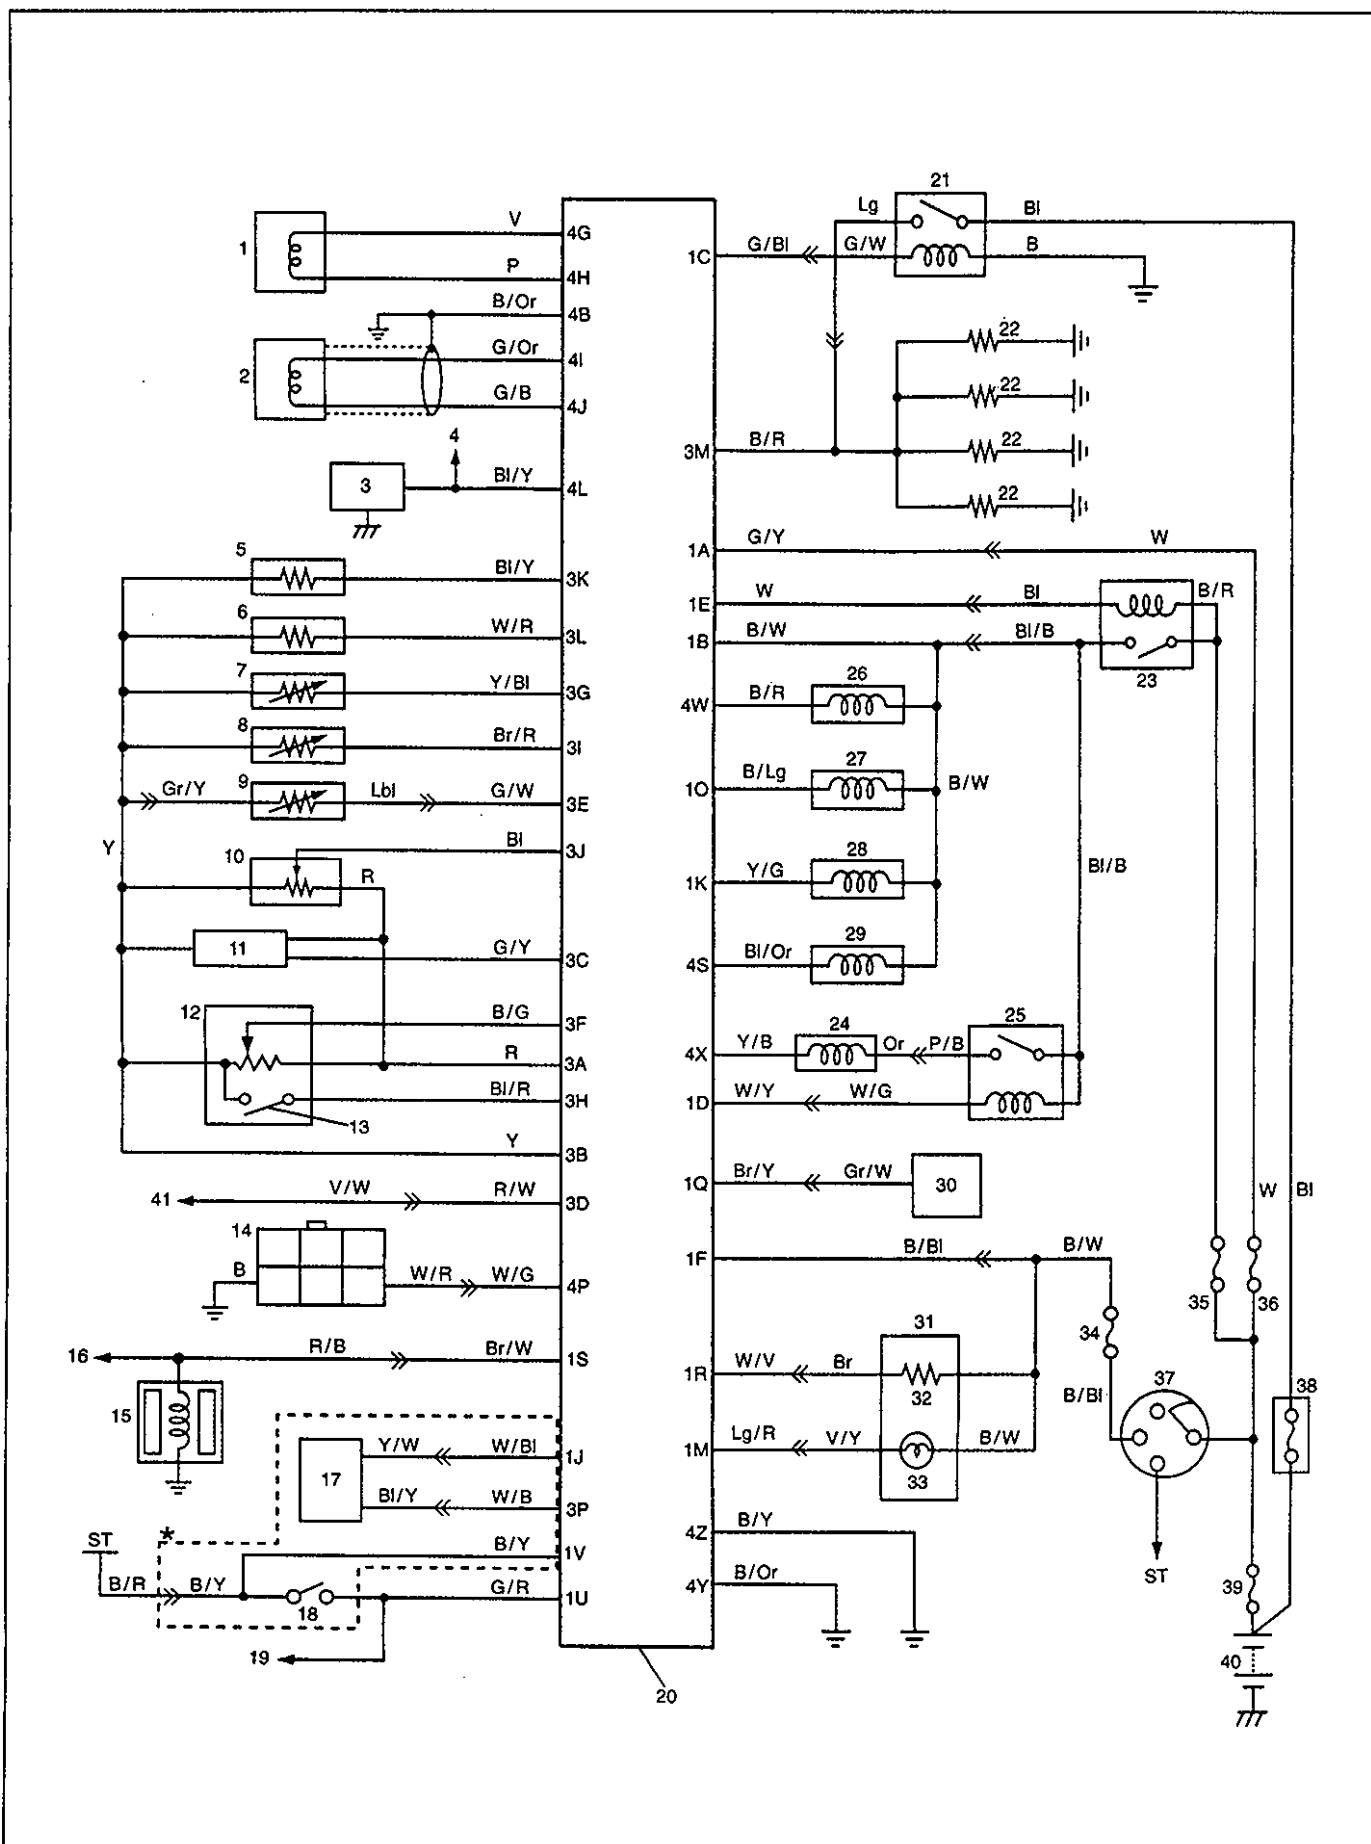 21
Lg
Bl
1
V
4G
P
4H
1C
G/Bl
G/W
B
B/Or
4B
2
G/Or
4I
G/B
4J
22
22
4
3M
B/R
22
3
Bl/Y
4L
22
1A
G/Y
W
5
Bl/Y
3K
1E
W
Bl
B/R
6
W/R
3L
1B
B/W
Bl/B
23
7
Y/Bl
3G
4W
B/R
26
8
Br/R
3I
9
Gr/Y
Lbl
G/W
3E
1O
B/Lg
27
B/W
Y
Bl
3J
10
R
1K
Y/G
28
Bl/B
11
G/Y
3C
4S
Bl/Or
29
12
B/G
3F
24
25
R
3A
4X
Y/B
Or
P/B
Bl/R
3H
1D
W/Y
W/G
13
Y
3B
1Q
Br/Y
Gr/W
30
W
Bl
41
V/W
R/W
3D
14
1F
B/Bl
B/W
B
W/R
W/G
4P
35
36
34
31
16
R/B
Br/W
1S
1R
W/V
Br
32
37
38
15
B/Bl
1M
Lg/R
V/Y
33
B/W
17
Y/W
W/Bl
1J
Bl/Y
W/B
3P
ST
*
B/Y
1V
4Z
B/Y
B/R
B/Y
18
G/R
1U
4Y
B/Or
ST
39
19
40
20